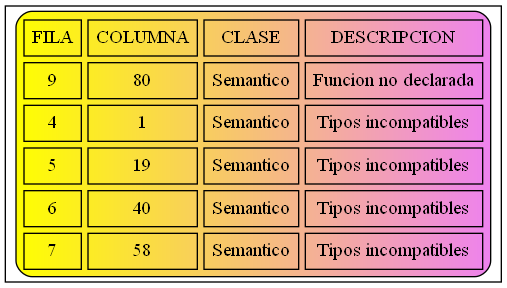 FILA COLUMNA CLASE DESCRIPCION
9 80 Semantico Funcion no declarada
4 1 Semantico Tipos incompatibles
5 19 Semantico Tipos incompatibles
6 40 Semantico Tipos incompatibles
7 58 Semantico Tipos incompatibles